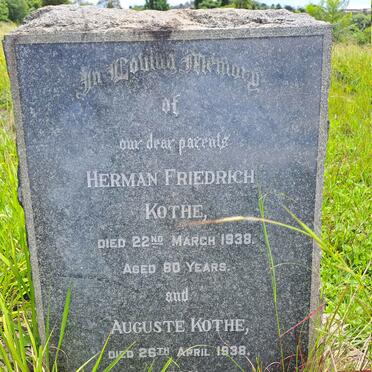 In Loving Memory
of
our dear parents
HERMAN FRIEDRICH
KOTHE,
DIED 22ND MARCH 1938.
AGED 80 YEARS.
and
AUGUSTE KOTHE,
DIED 26TH APRIL 1938.